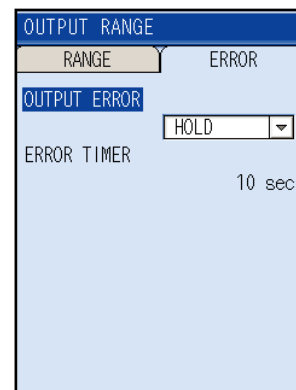 OUTPUT RANGE
RANGE ERROR
OUTPUT ERROR
HOLD
ERROR TIMER
10 sec